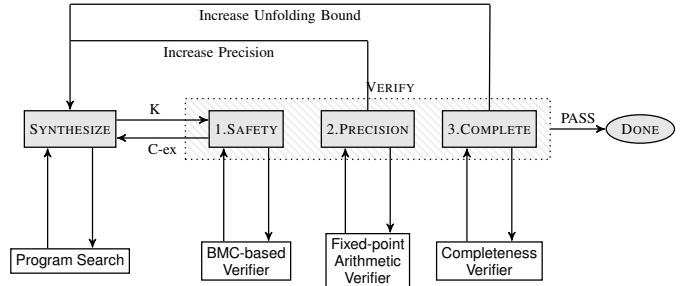 Increase Unfolding Bound
Increase Precision
VERIFY
SYNTHESIZE
K
C-ex
1.SAFETY
2.PRECISION
3.COMPLETE
PASS
DONE
Program Search
BMC-based
Verifier
Fixed-point
Arithmetic
Verifier
Completeness
Verifier